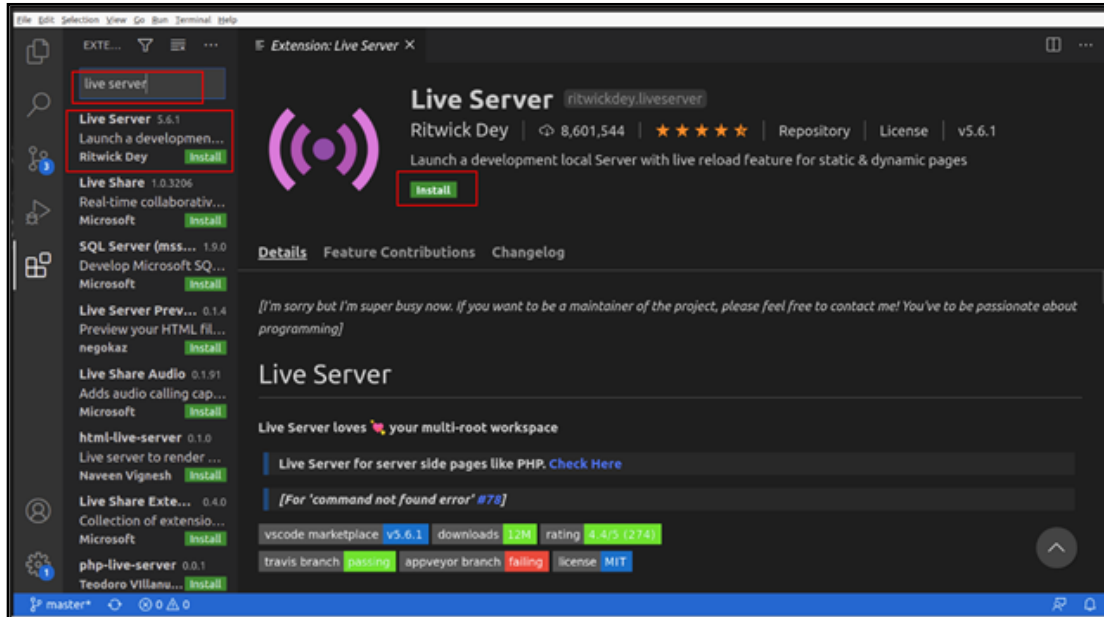 File Edit Selection View Go Run Terminal Help
EXTE...
live server
Live Server 5.6.1
Launch a developmen...
Ritwick Dey Install
Live Share 1.0.3206
Real-time collaborativ...
Microsoft Install
SQL Server (mss... 1.9.0
Develop Microsoft SQ...
Microsoft Install
Live Server Prev... 0.1.4
Preview your HTML fil...
negokaz Install
Live Share Audio 0.1.91
Adds audio calling cap...
Microsoft Install
html-live-server 0.1.0
Live server to render ...
Naveen Vignesh Install
Live Share Exte... 0.4.0
Collection of extensio...
Microsoft Install
php-live-server 0.0.1
Teodoro VIllanu... Install
3
1
Extension: Live Server
Live Server ritwickdey.liveserver
Ritwick Dey 8,601,544 Repository License v5.6.1
Launch a development local Server with live reload feature for static & dynamic pages
Install
Details Feature Contributions Changelog
[I'm sorry but I'm super busy now. If you want to be a maintainer of the project, please feel free to contact me! You've to be passionate about
programming]
Live Server
Live Server loves 💘 your multi-root workspace
Live Server for server side pages like PHP. Check Here
[For 'command not found error' #78]
vscode marketplace v5.6.1 downloads 12M rating 4.4/5 (274)
travis branch passing appveyor branch failing license MIT
master* 0 0